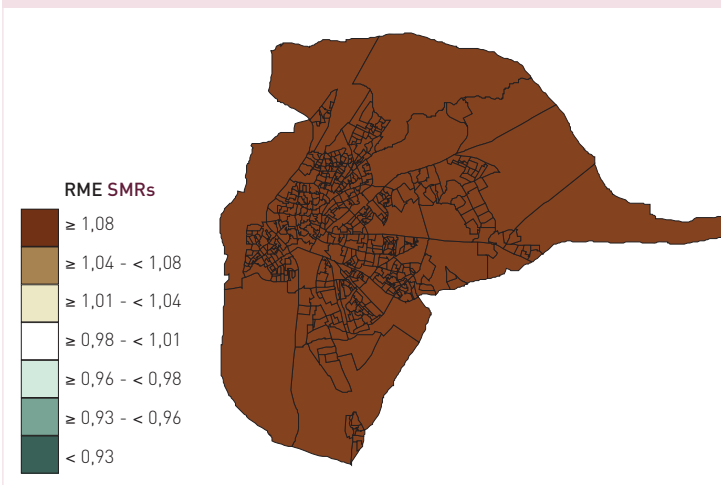 RME SMRs
≥ 1,08
≥ 1,04 - < 1,08
≥ 1,01 - < 1,04
≥ 0,98 - < 1,01
≥ 0,96 - < 0,98
≥ 0,93 - < 0,96
< 0,93